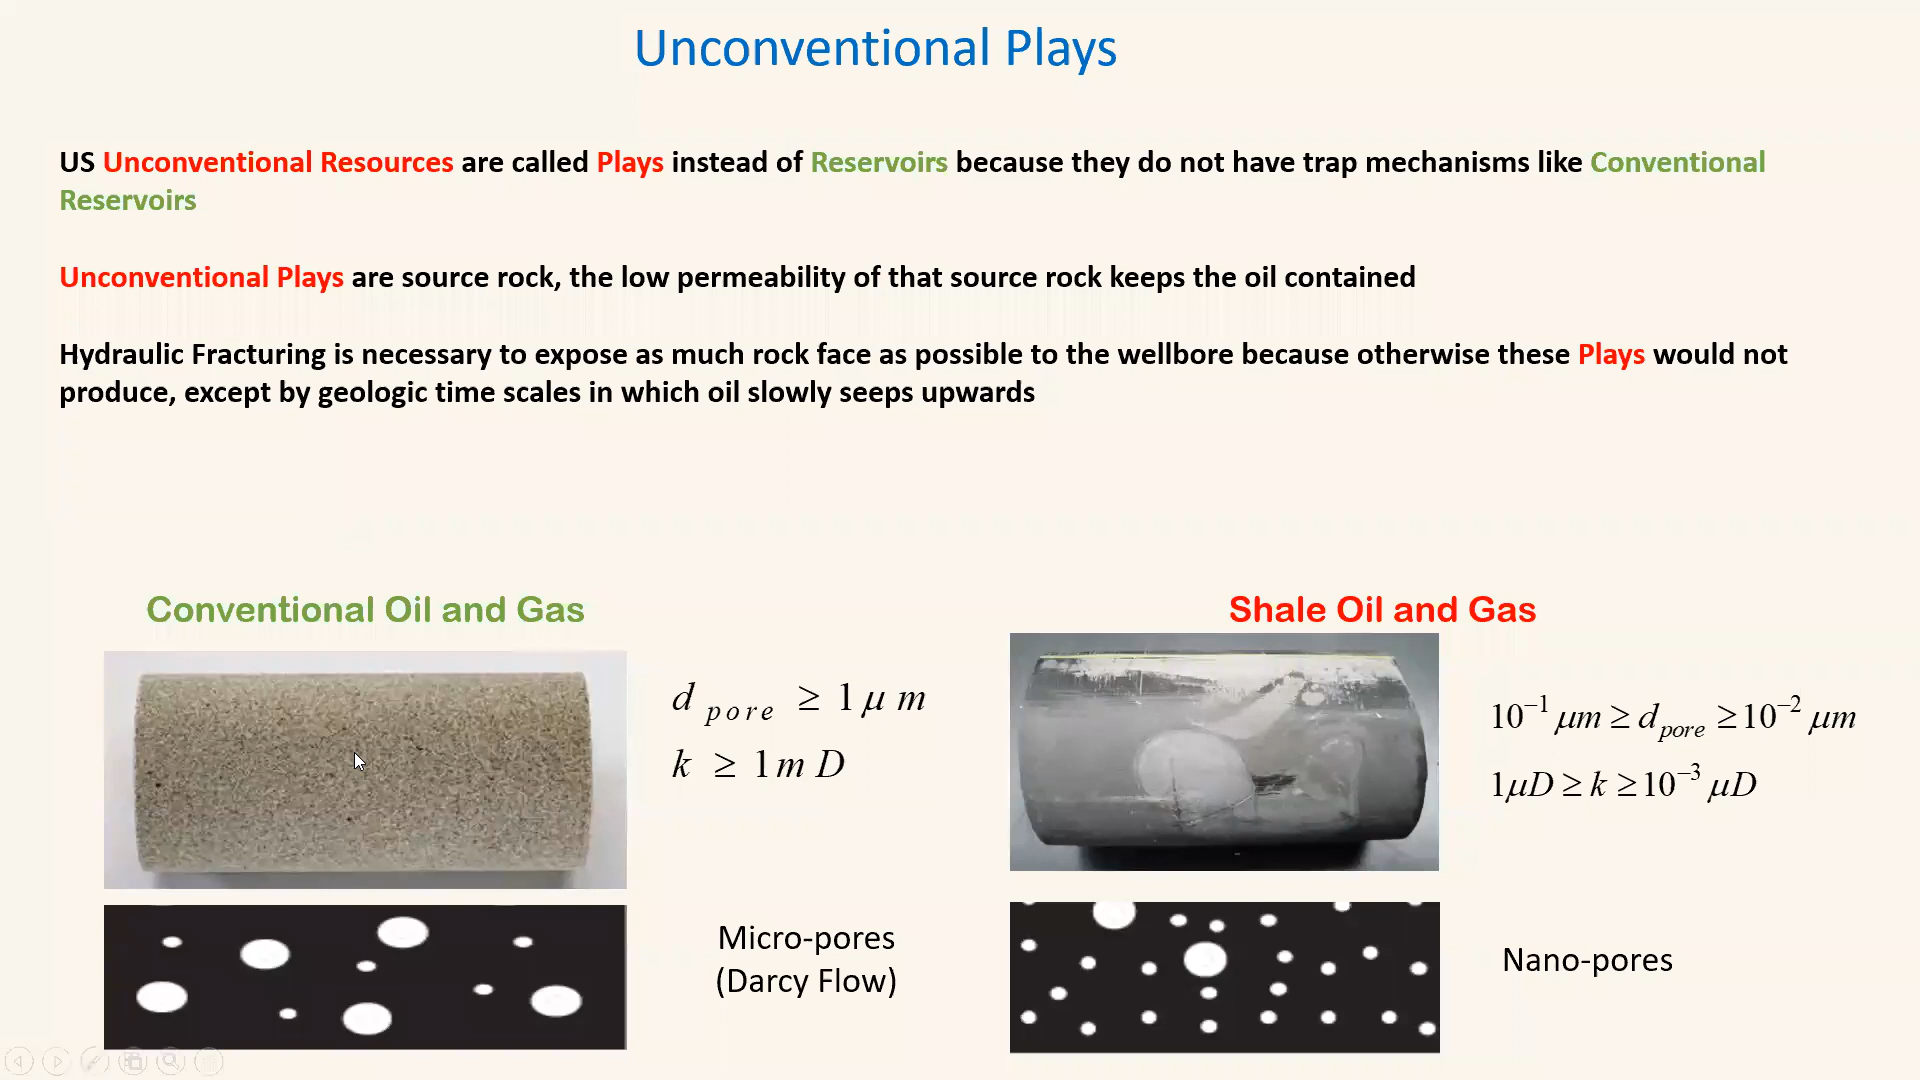 Unconventional Plays
US Unconventional Resources are called Plays instead of Reservoirs because they do not have trap mechanisms like Conventional
Reservoirs
Unconventional Plays are source rock, the low permeability of that source rock keeps the oil contained
Hydraulic Fracturing is necessary to expose as much rock face as possible to the wellbore because otherwise these Plays would not
produce, except by geologic time scales in which oil slowly seeps upwards
Conventional Oil and Gas
d pore ≥ 1 μ m
k ≥ 1 m D
Micro-pores
(Darcy Flow)
Shale Oil and Gas
10⁻¹ μm ≥ d pore ≥ 10⁻² μm
1μD ≥ k ≥ 10⁻³ μD
Nano-pores